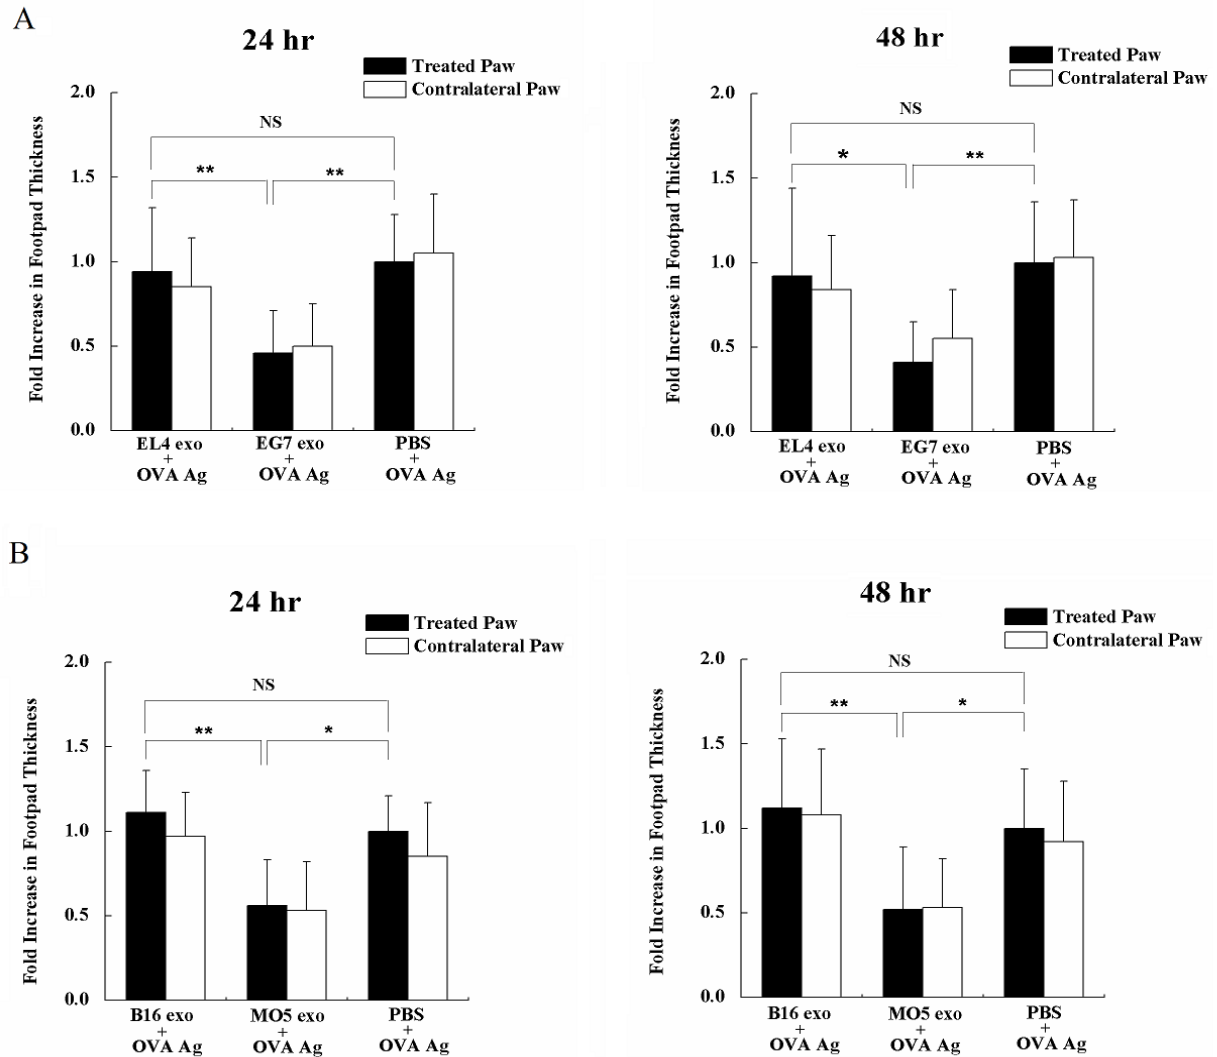 A
24 hr
Treated Paw
Contralateral Paw
Fold Increase in Footpad Thickness
2.0
1.5
1.0
0.5
0.0
NS
** **
EL4 exo EG7 exo PBS
+ + +
OVA Ag OVA Ag OVA Ag
48 hr
Treated Paw
Contralateral Paw
Fold Increase in Footpad Thickness
2.0
1.5
1.0
0.5
0.0
NS
* **
EL4 exo EG7 exo PBS
+ + +
OVA Ag OVA Ag OVA Ag
B
24 hr
Treated Paw
Contralateral Paw
Fold Increase in Footpad Thickness
2.0
1.5
1.0
0.5
0.0
NS
** *
B16 exo MO5 exo PBS
+ + +
OVA Ag OVA Ag OVA Ag
48 hr
Treated Paw
Contralateral Paw
Fold Increase in Footpad Thickness
2.0
1.5
1.0
0.5
0.0
NS
** *
B16 exo MO5 exo PBS
+ + +
OVA Ag OVA Ag OVA Ag